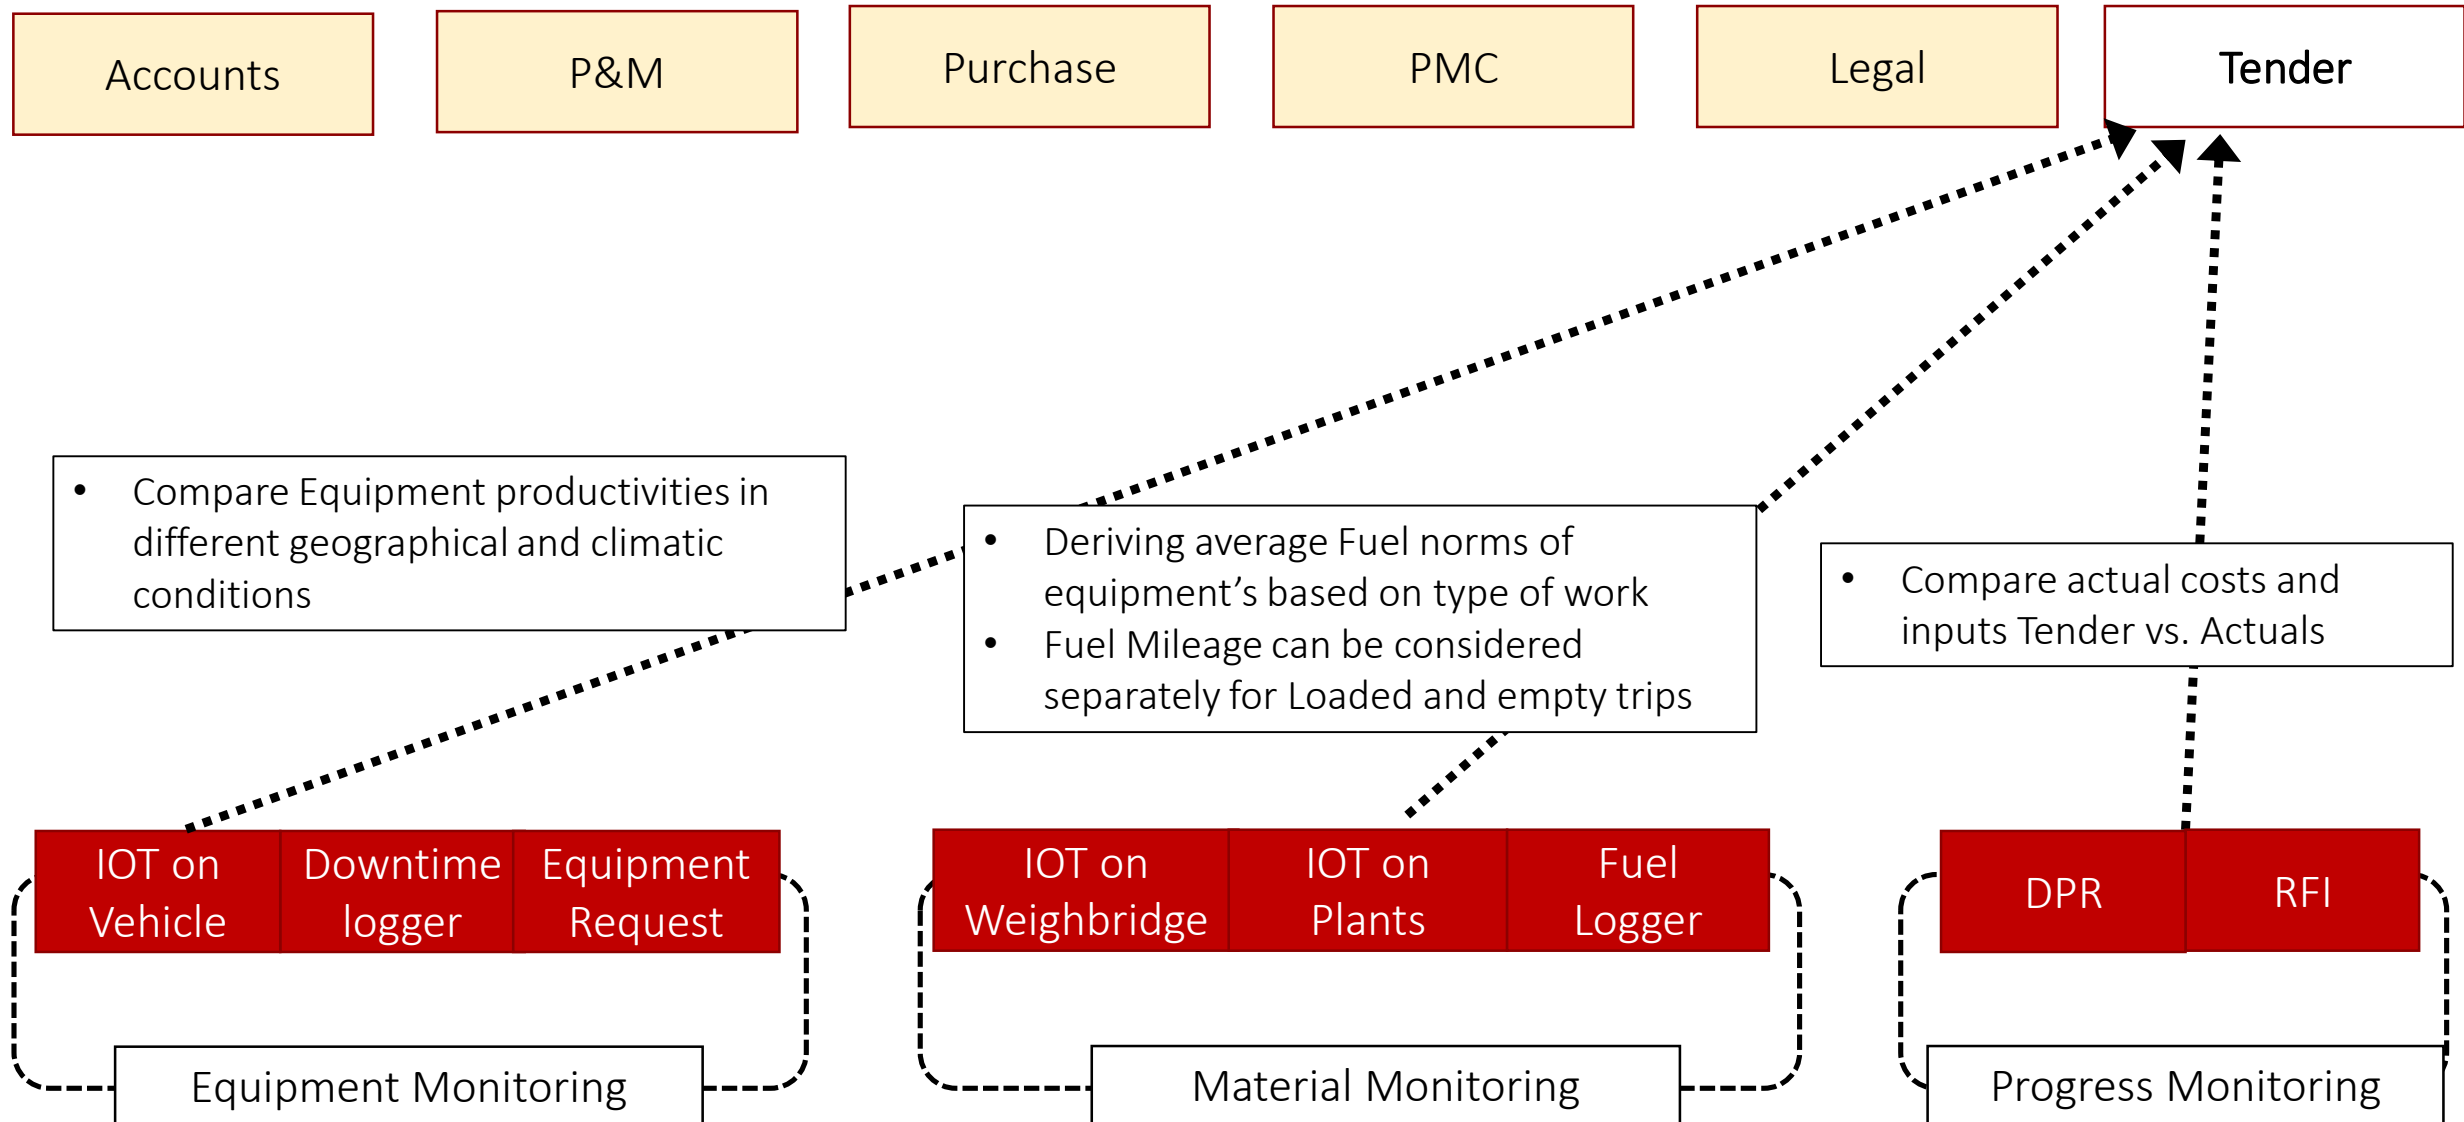 Accounts
P&M
Purchase
PMC
Legal
Tender
• Compare Equipment productivities in
different geographical and climatic
conditions
• Deriving average Fuel norms of
equipment’s based on type of work
• Fuel Mileage can be considered
separately for Loaded and empty trips
• Compare actual costs and
inputs Tender vs. Actuals
IOT on
Vehicle
Downtime
logger
Equipment
Request
IOT on
Weighbridge
IOT on
Plants
Fuel
Logger
DPR
RFI
Equipment Monitoring
Material Monitoring
Progress Monitoring